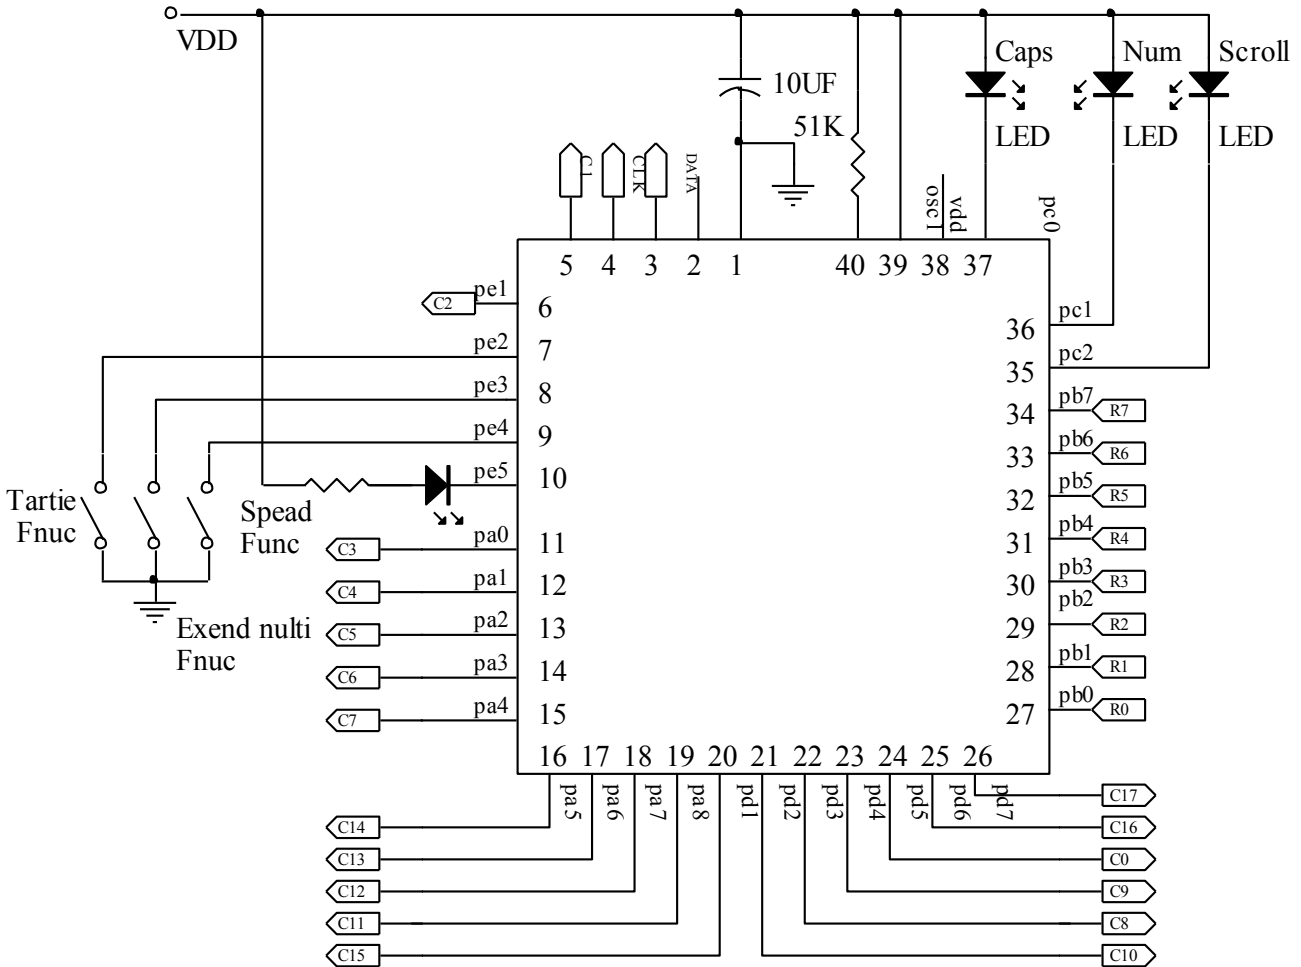 VDD
Caps
Num
Scroll
10UF
51K
LED
LED
LED
C1
CLK
DATA
osc1
vdd
pc0
5 4 3 2 1 40 39 38 37
C2 pe1 6
pe2 7
pe3 8
pe4 9
pe5 10
36 pc1
35 pc2
34 pb7 R7
33 pb6 R6
32 pb5 R5
31 pb4 R4
30 pb3 R3
29 pb2 R2
28 pb1 R1
27 pb0 R0
Tartie
Fnuc
Spead
Func
Exend nulti
Fnuc
C3 pa0 11
C4 pa1 12
C5 pa2 13
C6 pa3 14
C7 pa4 15
16 17 18 19 20 21 22 23 24 25 26
pa5 pa6 pa7 pa8 pd1 pd2 pd3 pd4 pd5 pd6 pd7
C14
C13
C12
C11
C15
C17
C16
C0
C9
C8
C10